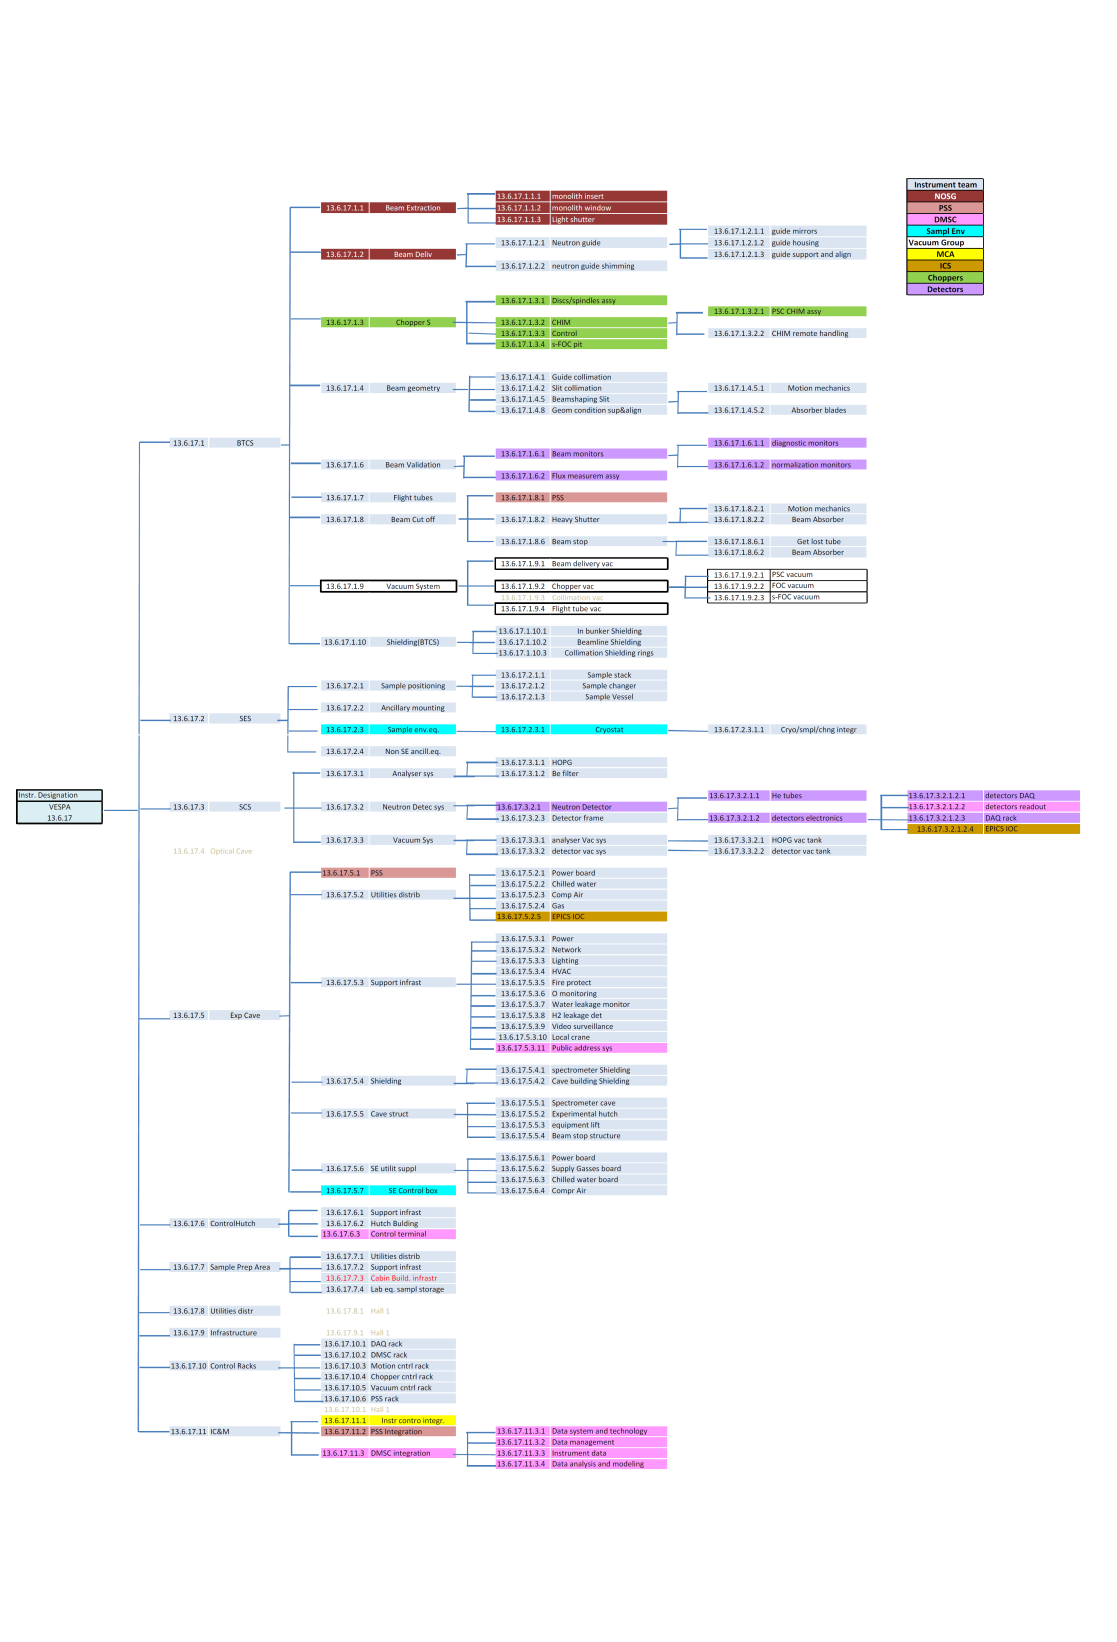 Instrument team
NOSG
PSS
DMSC
Sampl Env
Vacuum Group
MCA
ICS
Choppers
Detectors
Instr. Designation
VESPA
13.6.17
13.6.17.1 BTCS
13.6.17.1.1 Beam Extraction
13.6.17.1.1.1 monolith insert
13.6.17.1.1.2 monolith window
13.6.17.1.1.3 Light shutter
13.6.17.1.2 Beam Deliv
13.6.17.1.2.1 Neutron guide
13.6.17.1.2.1.1 guide mirrors
13.6.17.1.2.1.2 guide housing
13.6.17.1.2.1.3 guide support and align
13.6.17.1.2.2 neutron guide shimming
13.6.17.1.3 Chopper S
13.6.17.1.3.1 Discs/spindles assy
13.6.17.1.3.2 CHIM
13.6.17.1.3.2.1 PSC CHIM assy
13.6.17.1.3.2.2 CHIM remote handling
13.6.17.1.3.3 Control
13.6.17.1.3.4 s-FOC pit
13.6.17.1.4 Beam geometry
13.6.17.1.4.1 Guide collimation
13.6.17.1.4.2 Slit collimation
13.6.17.1.4.5 Beamshaping Slit
13.6.17.1.4.5.1 Motion mechanics
13.6.17.1.4.5.2 Absorber blades
13.6.17.1.4.8 Geom condition sup&align
13.6.17.1.6 Beam Validation
13.6.17.1.6.1 Beam monitors
13.6.17.1.6.1.1 diagnostic monitors
13.6.17.1.6.1.2 normalization monitors
13.6.17.1.6.2 Flux measurem assy
13.6.17.1.7 Flight tubes
13.6.17.1.8 Beam Cut off
13.6.17.1.8.1 PSS
13.6.17.1.8.2 Heavy Shutter
13.6.17.1.8.2.1 Motion mechanics
13.6.17.1.8.2.2 Beam Absorber
13.6.17.1.8.6 Beam stop
13.6.17.1.8.6.1 Get lost tube
13.6.17.1.8.6.2 Beam Absorber
13.6.17.1.9 Vacuum System
13.6.17.1.9.1 Beam delivery vac
13.6.17.1.9.2 Chopper vac
13.6.17.1.9.2.1 PSC vacuum
13.6.17.1.9.2.2 FOC vacuum
13.6.17.1.9.2.3 s-FOC vacuum
13.6.17.1.9.3 Collimation vac
13.6.17.1.9.4 Flight tube vac
13.6.17.1.10 Shielding(BTCS)
13.6.17.1.10.1 In bunker Shielding
13.6.17.1.10.2 Beamline Shielding
13.6.17.1.10.3 Collimation Shielding rings
13.6.17.2 SES
13.6.17.2.1 Sample positioning
13.6.17.2.1.1 Sample stack
13.6.17.2.1.2 Sample changer
13.6.17.2.1.3 Sample Vessel
13.6.17.2.2 Ancillary mounting
13.6.17.2.3 Sample env.eq.
13.6.17.2.3.1 Cryostat
13.6.17.2.3.1.1 Cryo/smpl/chng integr
13.6.17.2.4 Non SE ancill.eq.
13.6.17.3 SCS
13.6.17.3.1 Analyser sys
13.6.17.3.1.1 HOPG
13.6.17.3.1.2 Be filter
13.6.17.3.2 Neutron Detec sys
13.6.17.3.2.1 Neutron Detector
13.6.17.3.2.1.1 He tubes
13.6.17.3.2.1.2 detectors electronics
13.6.17.3.2.1.2.1 detectors DAQ
13.6.17.3.2.1.2.2 detectors readout
13.6.17.3.2.1.2.3 DAQ rack
13.6.17.3.2.1.2.4 EPICS IOC
13.6.17.3.2.3 Detector frame
13.6.17.3.3 Vacuum Sys
13.6.17.3.3.1 analyser Vac sys
13.6.17.3.3.2.1 HOPG vac tank
13.6.17.3.3.2 detector vac sys
13.6.17.3.3.2.2 detector vac tank
13.6.17.4 Optical Cave
13.6.17.5 Exp Cave
13.6.17.5.1 PSS
13.6.17.5.2 Utilities distrib
13.6.17.5.2.1 Power board
13.6.17.5.2.2 Chilled water
13.6.17.5.2.3 Comp Air
13.6.17.5.2.4 Gas
13.6.17.5.2.5 EPICS IOC
13.6.17.5.3 Support infrast
13.6.17.5.3.1 Power
13.6.17.5.3.2 Network
13.6.17.5.3.3 Lighting
13.6.17.5.3.4 HVAC
13.6.17.5.3.5 Fire protect
13.6.17.5.3.6 O monitoring
13.6.17.5.3.7 Water leakage monitor
13.6.17.5.3.8 H2 leakage det
13.6.17.5.3.9 Video surveillance
13.6.17.5.3.10 Local crane
13.6.17.5.3.11 Public address sys
13.6.17.5.4 Shielding
13.6.17.5.4.1 spectrometer Shielding
13.6.17.5.4.2 Cave building Shielding
13.6.17.5.5 Cave struct
13.6.17.5.5.1 Spectrometer cave
13.6.17.5.5.2 Experimental hutch
13.6.17.5.5.3 equipment lift
13.6.17.5.5.4 Beam stop structure
13.6.17.5.6 SE utilit suppl
13.6.17.5.6.1 Power board
13.6.17.5.6.2 Supply Gasses board
13.6.17.5.6.3 Chilled water board
13.6.17.5.6.4 Compr Air
13.6.17.5.7 SE Control box
13.6.17.6 ControlHutch
13.6.17.6.1 Support infrast
13.6.17.6.2 Hutch Bulding
13.6.17.6.3 Control terminal
13.6.17.7 Sample Prep Area
13.6.17.7.1 Utilities distrib
13.6.17.7.2 Support infrast
13.6.17.7.3 Cabin Build. infrastr
13.6.17.7.4 Lab eq. sampl storage
13.6.17.8 Utilities distr
13.6.17.8.1 Hall 1
13.6.17.9 Infrastructure
13.6.17.9.1 Hall 1
13.6.17.10 Control Racks
13.6.17.10.1 DAQ rack
13.6.17.10.2 DMSC rack
13.6.17.10.3 Motion cntrl rack
13.6.17.10.4 Chopper cntrl rack
13.6.17.10.5 Vacuum cntrl rack
13.6.17.10.6 PSS rack
13.6.17.10.1 Hall 1
13.6.17.11 IC&M
13.6.17.11.1 Instr contro integr.
13.6.17.11.2 PSS Integration
13.6.17.11.3 DMSC integration
13.6.17.11.3.1 Data system and technology
13.6.17.11.3.2 Data management
13.6.17.11.3.3 Instrument data
13.6.17.11.3.4 Data analysis and modeling